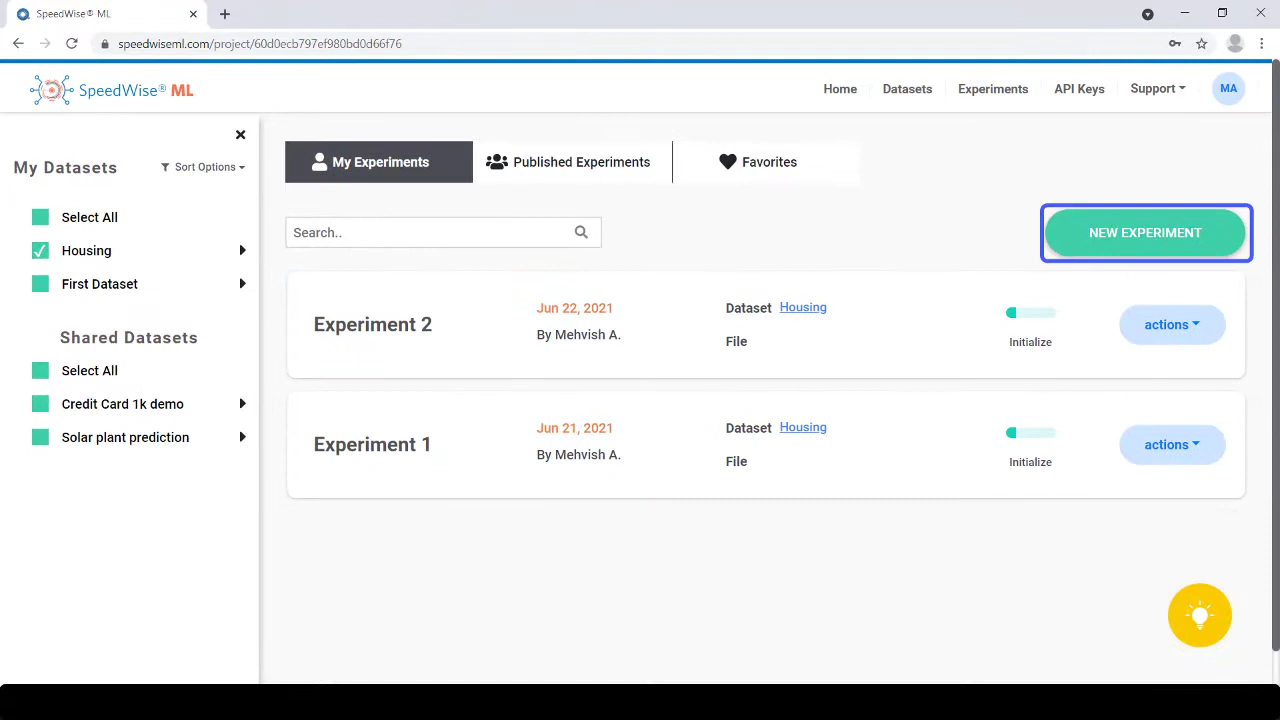 SpeedWise® ML
speedwiseml.com/project/60d0ecb797ef980bd0d66f76
SpeedWise® ML
Home Datasets Experiments API Keys Support MA
My Datasets Sort Options
Select All
Housing
First Dataset
Shared Datasets
Select All
Credit Card 1k demo
Solar plant prediction
My Experiments Published Experiments Favorites
Search.. NEW EXPERIMENT
Experiment 2
Jun 22, 2021
By Mehvish A.
Dataset Housing
File
Initialize
actions
Experiment 1
Jun 21, 2021
By Mehvish A.
Dataset Housing
File
Initialize
actions